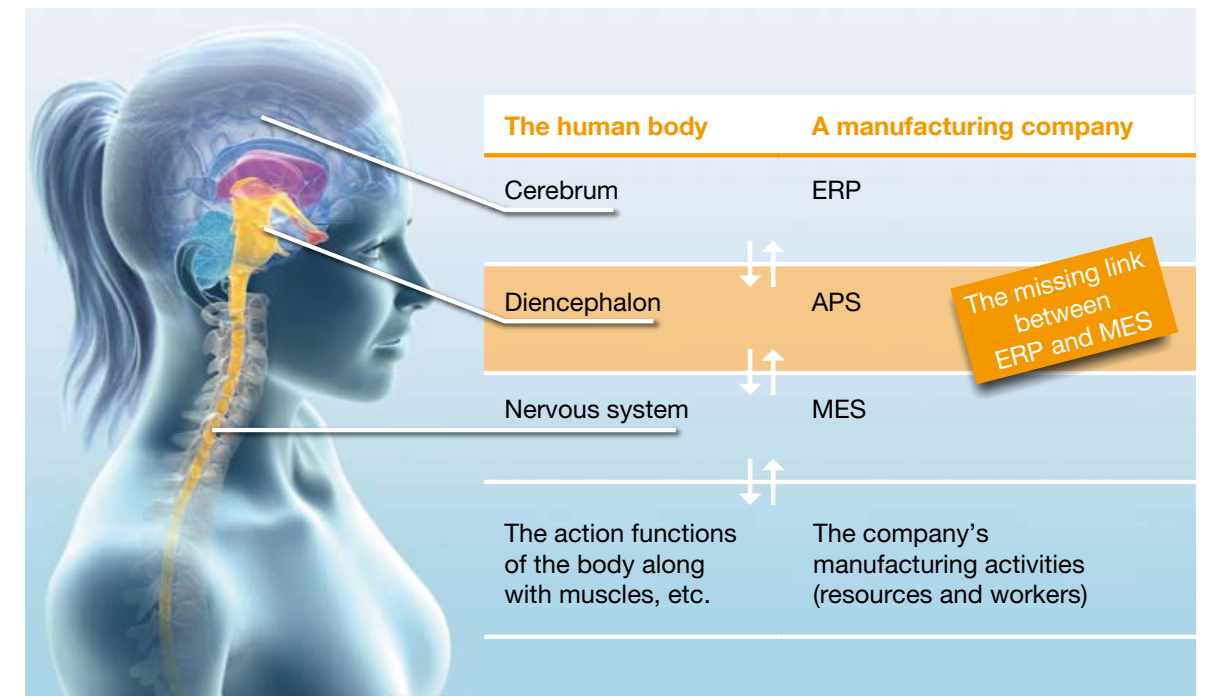 The human body
A manufacturing company
Cerebrum
ERP
Diencephalon
APS
The missing link
between
ERP and MES
Nervous system
MES
The action functions
of the body along
with muscles, etc.
The company’s
manufacturing activities
(resources and workers)